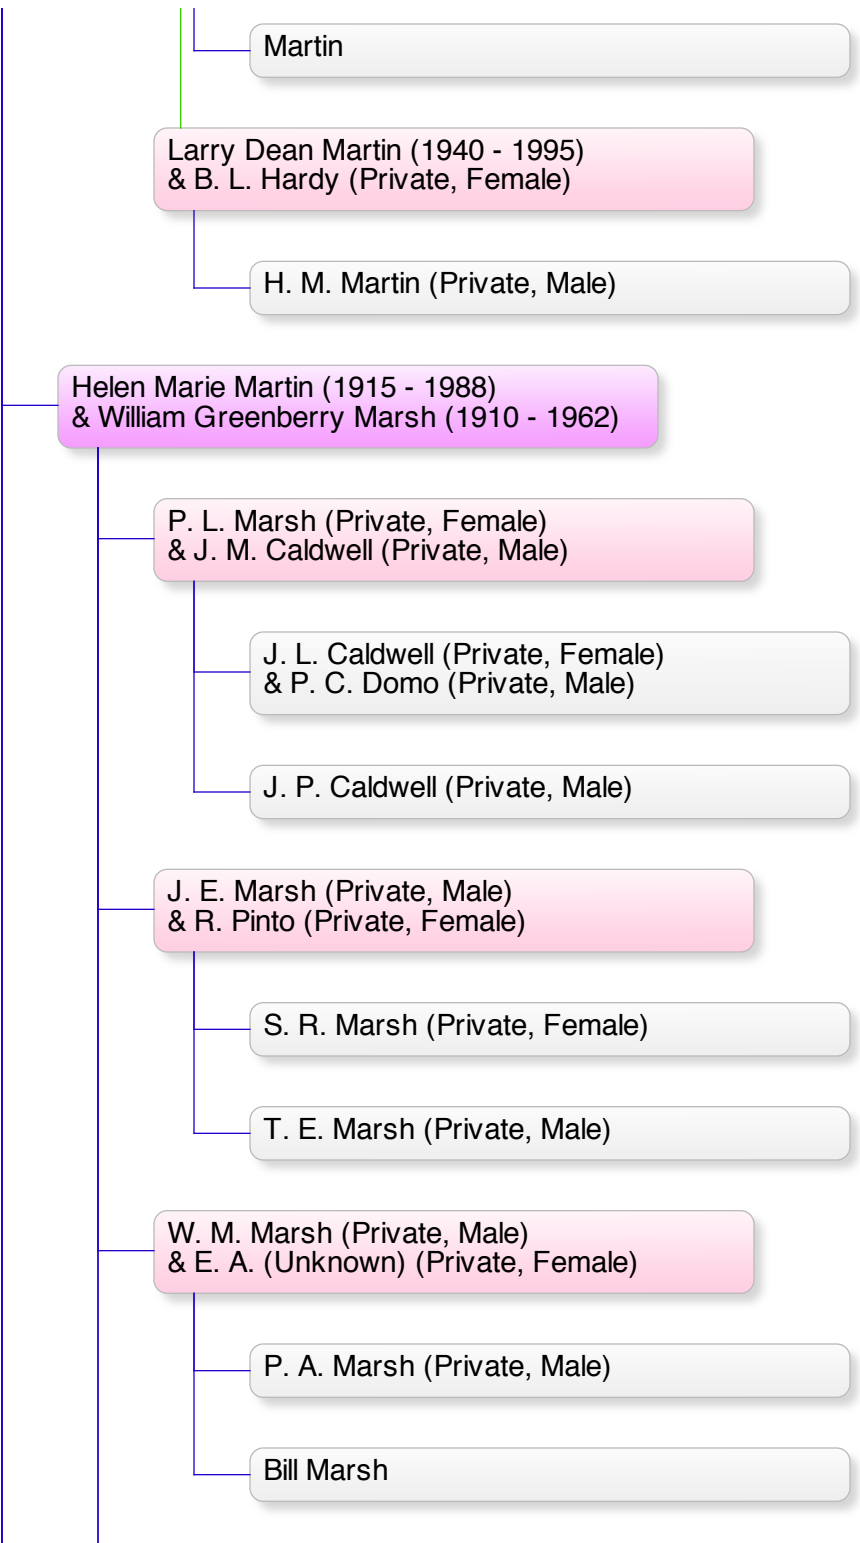 Martin
Larry Dean Martin (1940 - 1995)
& B. L. Hardy (Private, Female)
H. M. Martin (Private, Male)
Helen Marie Martin (1915 - 1988)
& William Greenberry Marsh (1910 - 1962)
P. L. Marsh (Private, Female)
& J. M. Caldwell (Private, Male)
J. L. Caldwell (Private, Female)
& P. C. Domo (Private, Male)
J. P. Caldwell (Private, Male)
J. E. Marsh (Private, Male)
& R. Pinto (Private, Female)
S. R. Marsh (Private, Female)
T. E. Marsh (Private, Male)
W. M. Marsh (Private, Male)
& E. A. (Unknown) (Private, Female)
P. A. Marsh (Private, Male)
Bill Marsh